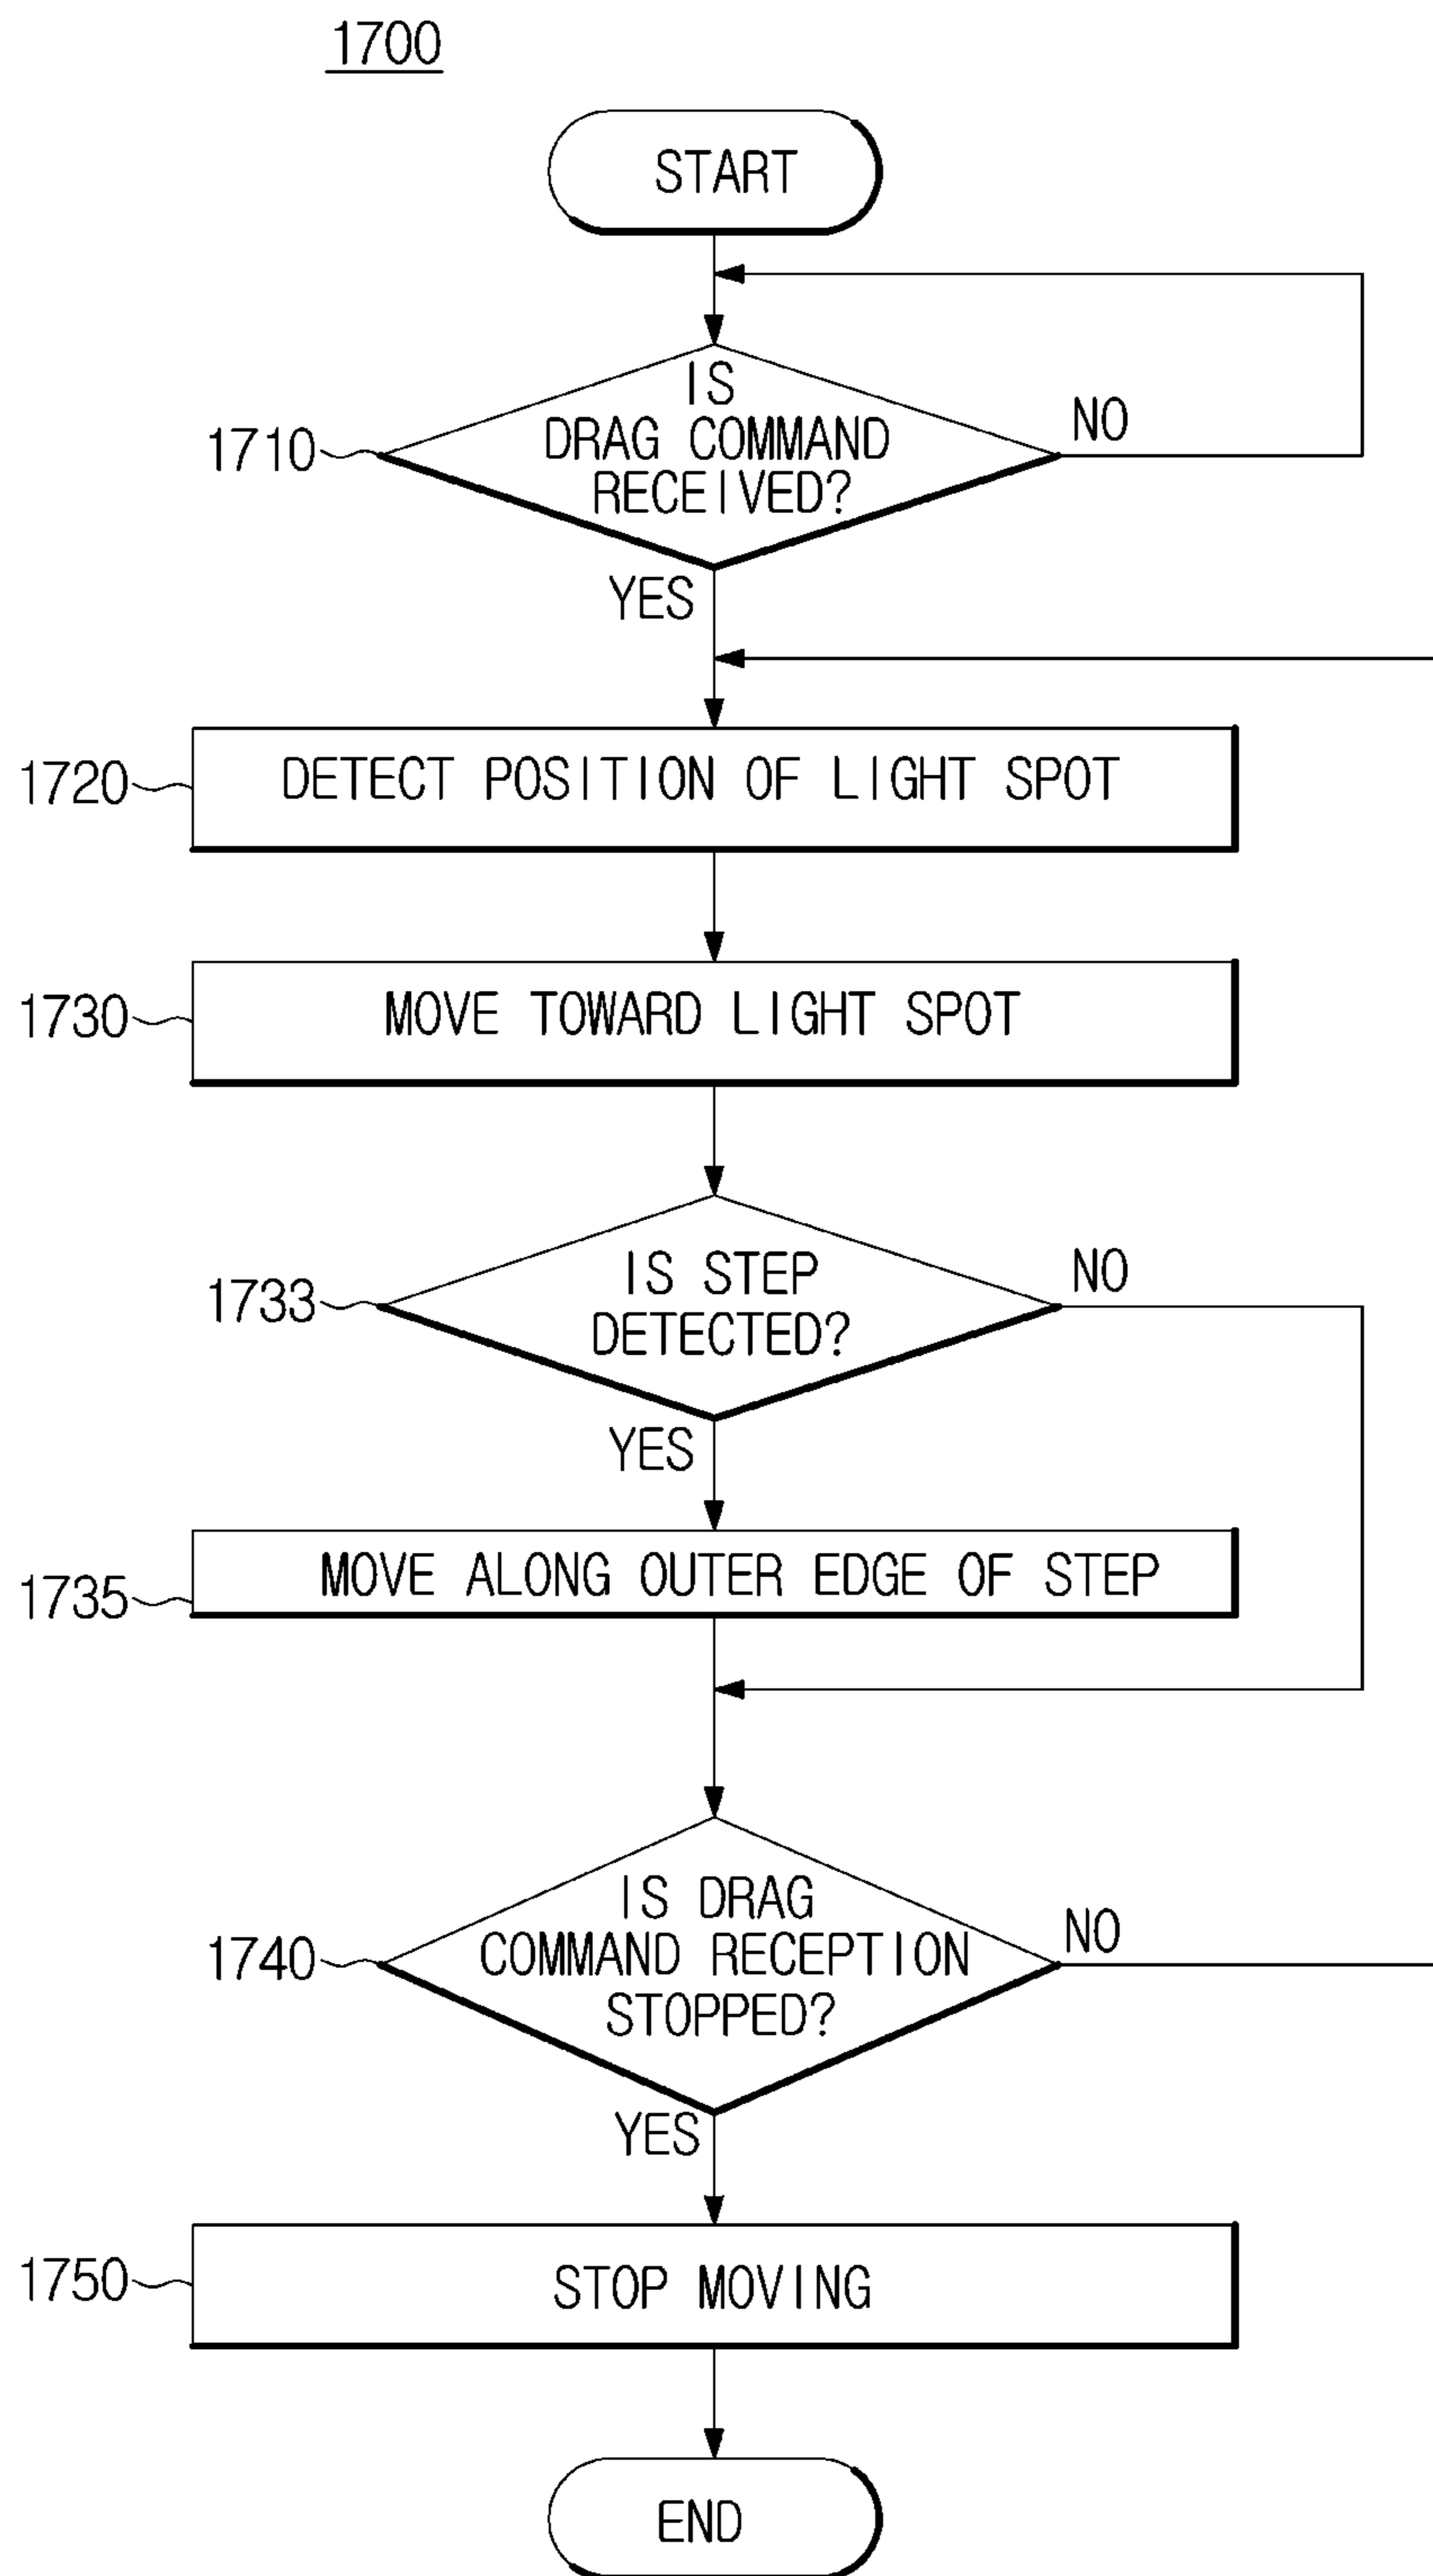 1700
START
IS
DRAG COMMAND
RECEIVED?
1710
NO
YES
1720
DETECT POSITION OF LIGHT SPOT
1730
MOVE TOWARD LIGHT SPOT
1733
IS STEP
DETECTED?
NO
YES
1735
MOVE ALONG OUTER EDGE OF STEP
1740
IS DRAG
COMMAND RECEPTION
STOPPED?
NO
YES
1750
STOP MOVING
END